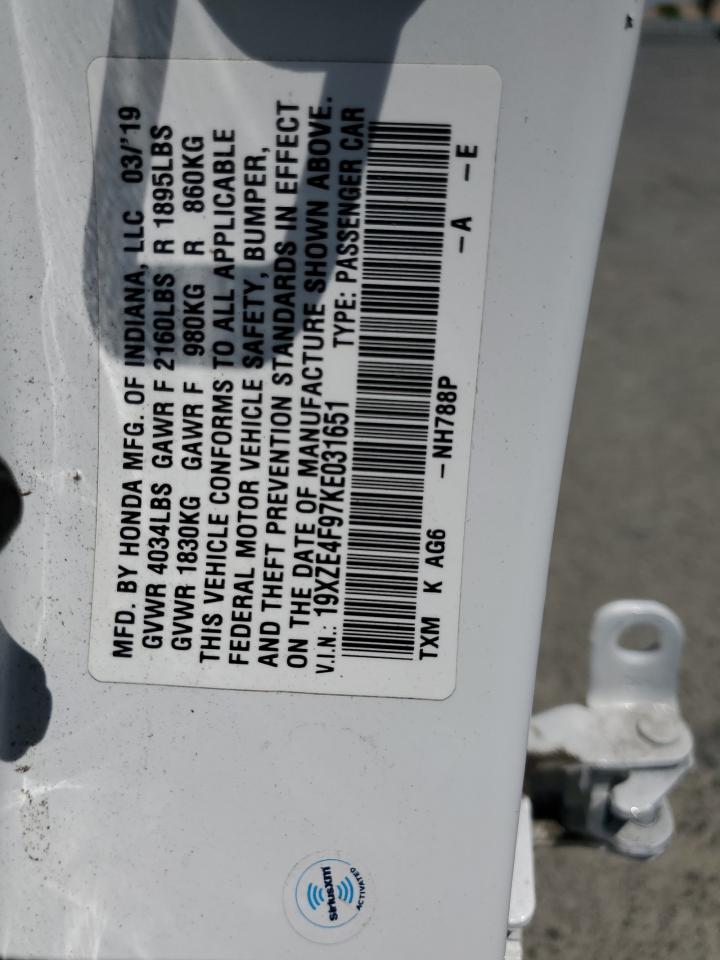 MFD. BY HONDA MFG. OF INDIANA, LLC 03/'19
GVWR 4034LBS GAWR F 2160LBS R 1895LBS
GVWR 1830KG GAWR F 980KG R 860KG
THIS VEHICLE CONFORMS TO ALL APPLICABLE
FEDERAL MOTOR VEHICLE SAFETY, BUMPER,
AND THEFT PREVENTION STANDARDS IN EFFECT
ON THE DATE OF MANUFACTURE SHOWN ABOVE.
V.I.N.: 19XZE4F97KE031651 TYPE: PASSENGER CAR
TXM K AG6 -NH788P -A -E
siriusxm
ACTIVATED